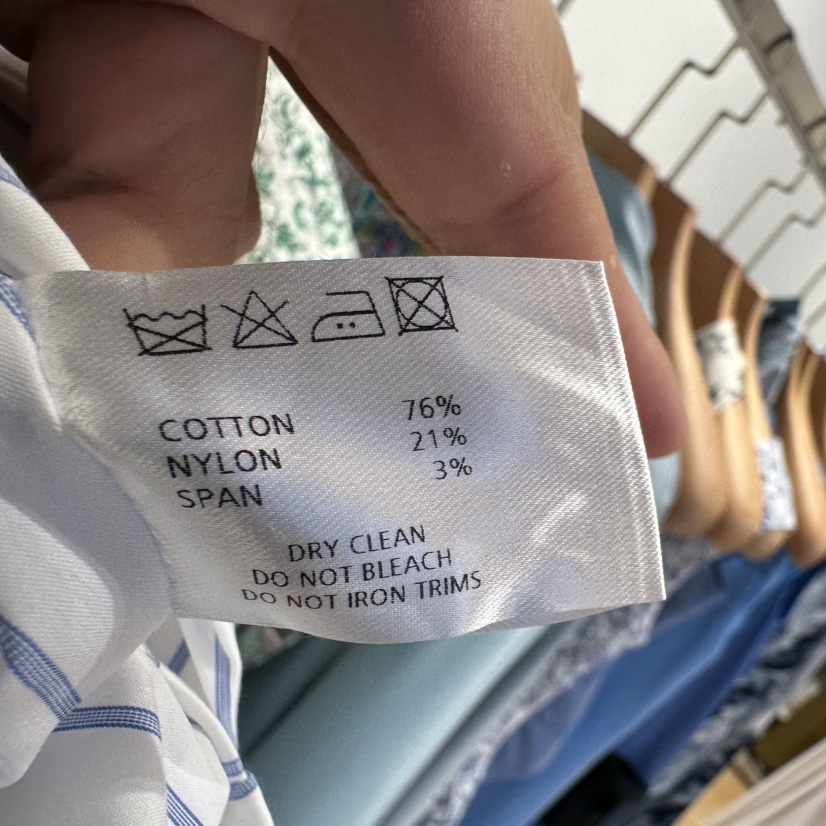 COTTON 76%
NYLON 21%
SPAN 3%
DRY CLEAN
DO NOT BLEACH
DO NOT IRON TRIMS